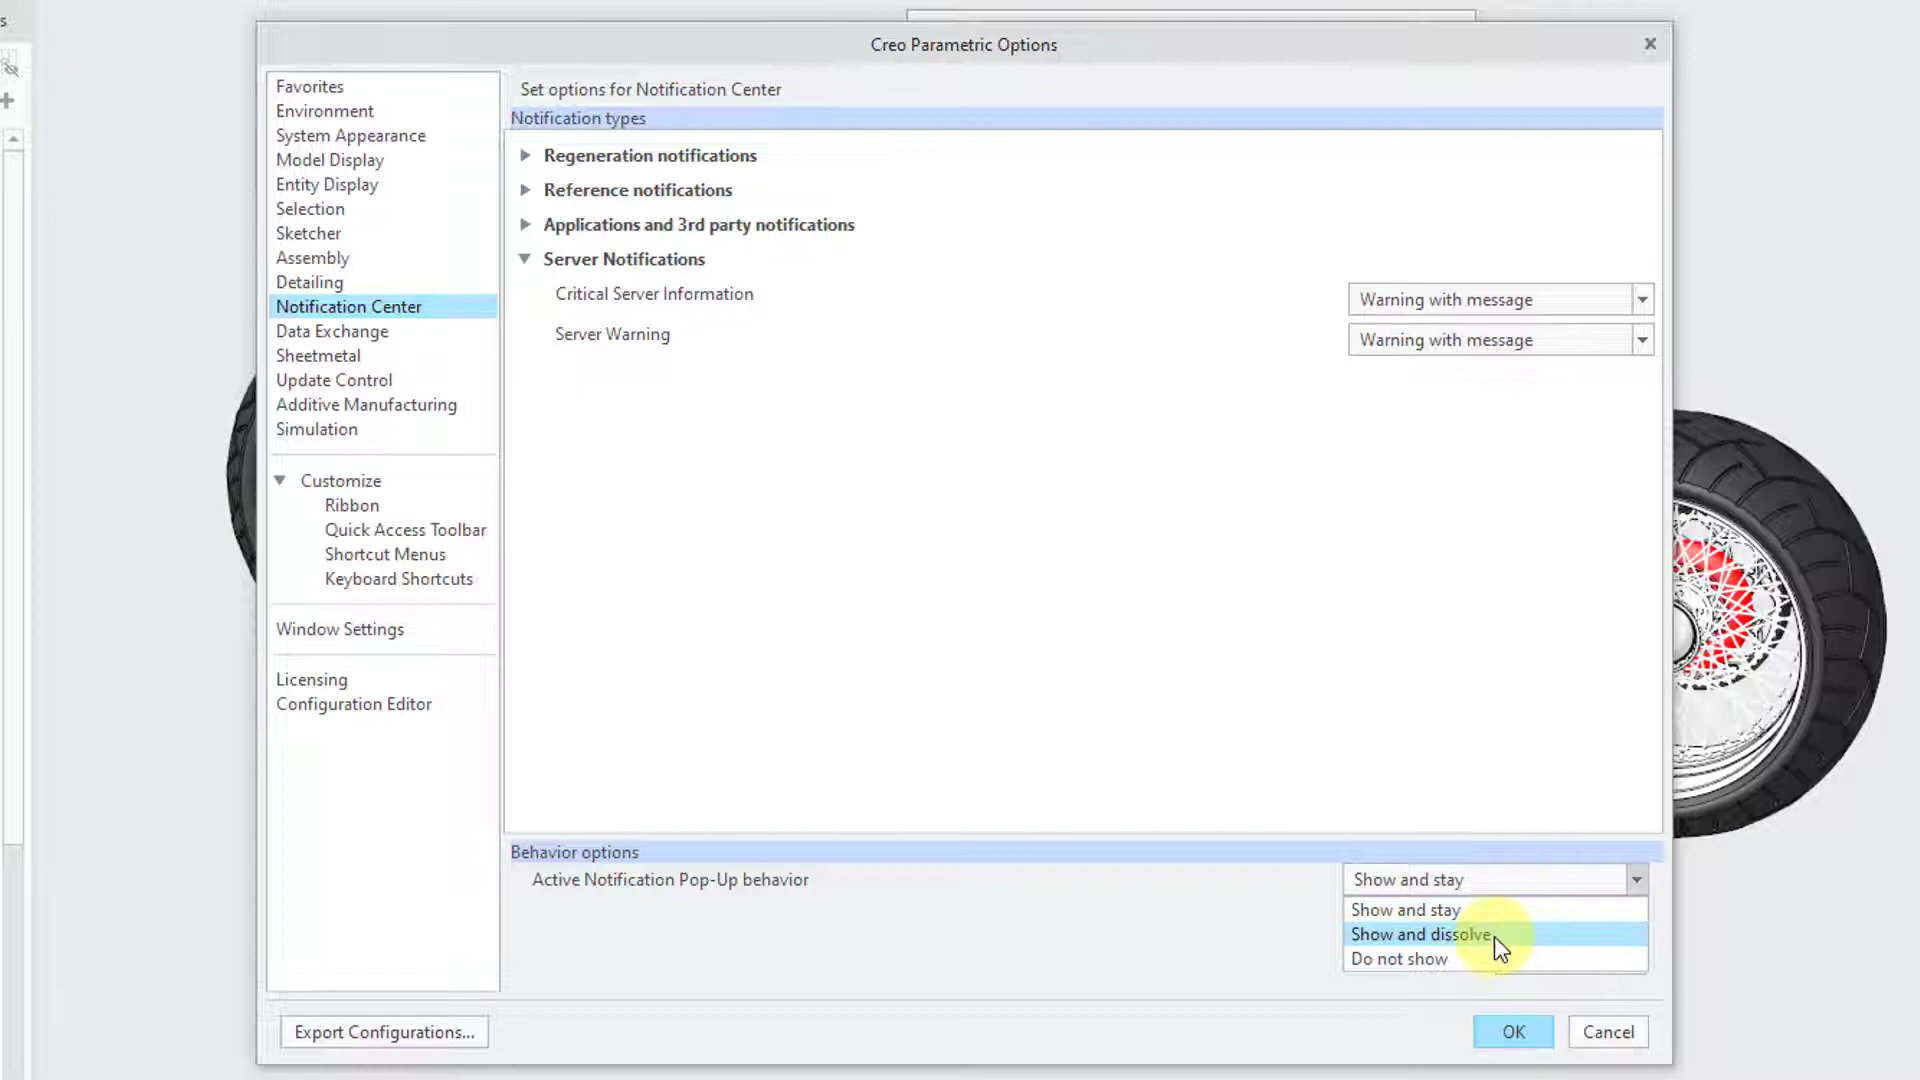 s
Creo Parametric Options
Favorites
Environment
System Appearance
Model Display
Entity Display
Selection
Sketcher
Assembly
Detailing
Notification Center
Data Exchange
Sheetmetal
Update Control
Additive Manufacturing
Simulation
Customize
Ribbon
Quick Access Toolbar
Shortcut Menus
Keyboard Shortcuts
Window Settings
Licensing
Configuration Editor
Set options for Notification Center
Notification types
Regeneration notifications
Reference notifications
Applications and 3rd party notifications
Server Notifications
Critical Server Information Warning with message
Server Warning Warning with message
Behavior options
Active Notification Pop-Up behavior Show and stay
Show and stay
Show and dissolve
Do not show
Export Configurations...
OK Cancel